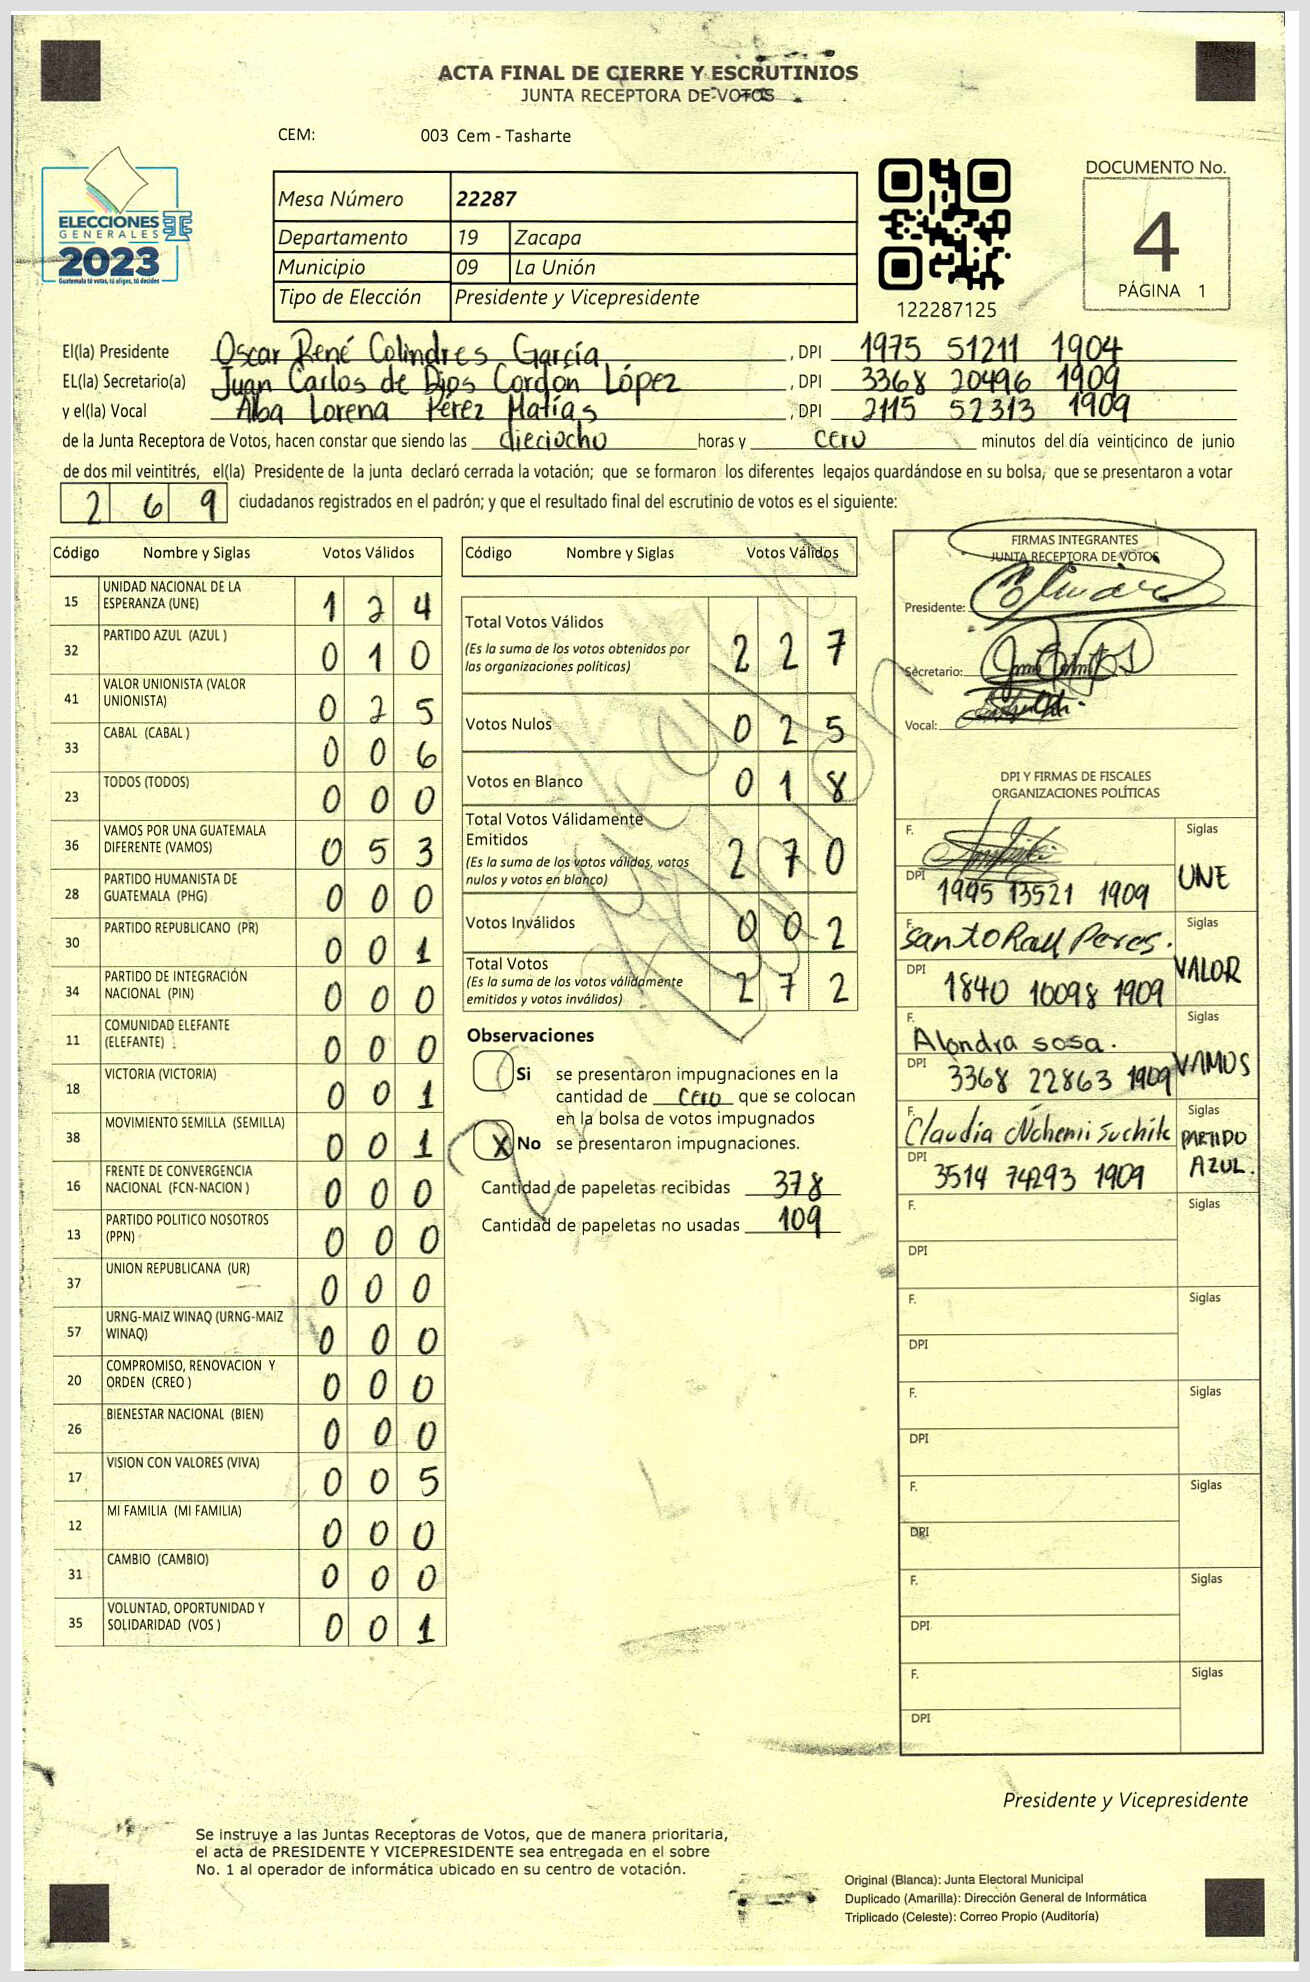 ACTA FINAL DE CIERRE Y ESCRUTINIOS
JUNTA RECEPTORA DE VOTOS
CEM: 003 Cem - Tasharte
ELECCIONES
GENERALES
2023
Guatemala tú votas, tú eliges, tú decides
Mesa Número 22287
Departamento 19 Zacapa
Municipio 09 La Unión
Tipo de Elección Presidente y Vicepresidente
122287125
DOCUMENTO No.
4
PÁGINA 1
El(la) Presidente Oscar René Colindres García, DPI 1975 51211 1904
EL(la) Secretario(a) Juan Carlos de Dios Cordón López, DPI 3368 20496 1909
y el(la) Vocal Alba Lorena Pérez Matías, DPI 2115 52313 1909
de la Junta Receptora de Votos, hacen constar que siendo las dieciocho horas y cero minutos del día veinticinco de junio
de dos mil veintitrés, el(la) Presidente de la junta declaró cerrada la votación; que se formaron los diferentes legajos guardándose en su bolsa, que se presentaron a votar
2 6 9 ciudadanos registrados en el padrón; y que el resultado final del escrutinio de votos es el siguiente:
Código Nombre y Siglas Votos Válidos
15 UNIDAD NACIONAL DE LA ESPERANZA (UNE) 1 2 4
32 PARTIDO AZUL (AZUL ) 0 1 0
41 VALOR UNIONISTA (VALOR UNIONISTA) 0 2 5
33 CABAL (CABAL ) 0 0 6
23 TODOS (TODOS) 0 0 0
36 VAMOS POR UNA GUATEMALA DIFERENTE (VAMOS) 0 5 3
28 PARTIDO HUMANISTA DE GUATEMALA (PHG) 0 0 0
30 PARTIDO REPUBLICANO (PR) 0 0 1
34 PARTIDO DE INTEGRACIÓN NACIONAL (PIN) 0 0 0
11 COMUNIDAD ELEFANTE (ELEFANTE) 0 0 0
18 VICTORIA (VICTORIA) 0 0 1
38 MOVIMIENTO SEMILLA (SEMILLA) 0 0 1
16 FRENTE DE CONVERGENCIA NACIONAL (FCN-NACION ) 0 0 0
13 PARTIDO POLITICO NOSOTROS (PPN) 0 0 0
37 UNION REPUBLICANA (UR) 0 0 0
57 URNG-MAIZ WINAQ (URNG-MAIZ WINAQ) 0 0 0
20 COMPROMISO, RENOVACION Y ORDEN (CREO ) 0 0 0
26 BIENESTAR NACIONAL (BIEN) 0 0 0
17 VISION CON VALORES (VIVA) 0 0 5
12 MI FAMILIA (MI FAMILIA) 0 0 0
31 CAMBIO (CAMBIO) 0 0 0
35 VOLUNTAD, OPORTUNIDAD Y SOLIDARIDAD (VOS ) 0 0 1
Código Nombre y Siglas Votos Válidos
Total Votos Válidos 2 2 7
(Es la suma de los votos obtenidos por
las organizaciones políticas)
Votos Nulos 0 2 5
Votos en Blanco 0 1 8
Total Votos Válidamente
Emitidos 2 7 0
(Es la suma de los votos válidos, votos
nulos y votos en blanco)
Votos Inválidos 0 0 2
Total Votos 2 7 2
(Es la suma de los votos válidamente
emitidos y votos inválidos)
Observaciones
Si se presentaron impugnaciones en la
cantidad de cero que se colocan
en la bolsa de votos impugnados
X No se presentaron impugnaciones.
Cantidad de papeletas recibidas 378
Cantidad de papeletas no usadas 109
FIRMAS INTEGRANTES
JUNTA RECEPTORA DE VOTOS
Presidente:
Secretario:
Vocal:
DPI Y FIRMAS DE FISCALES
ORGANIZACIONES POLÍTICAS
F. Siglas
DPI 1995 13521 1909 UNE
F. Santo Raul Peres. Siglas
DPI 1840 10098 1909 VALOR
F. Alondra sosa. Siglas
DPI 3368 22863 1909 VAMOS
F. Claudia Nohemi Suchite Siglas
DPI 3514 74293 1909 PARTIDO AZUL.
F. Siglas
DPI
F. Siglas
DPI
F. Siglas
DPI
F. Siglas
DPI
F. Siglas
DPI
F. Siglas
DPI
Presidente y Vicepresidente
Se instruye a las Juntas Receptoras de Votos, que de manera prioritaria,
el acta de PRESIDENTE Y VICEPRESIDENTE sea entregada en el sobre
No. 1 al operador de informática ubicado en su centro de votación.
Original (Blanca): Junta Electoral Municipal
Duplicado (Amarilla): Dirección General de Informática
Triplicado (Celeste): Correo Propio (Auditoría)